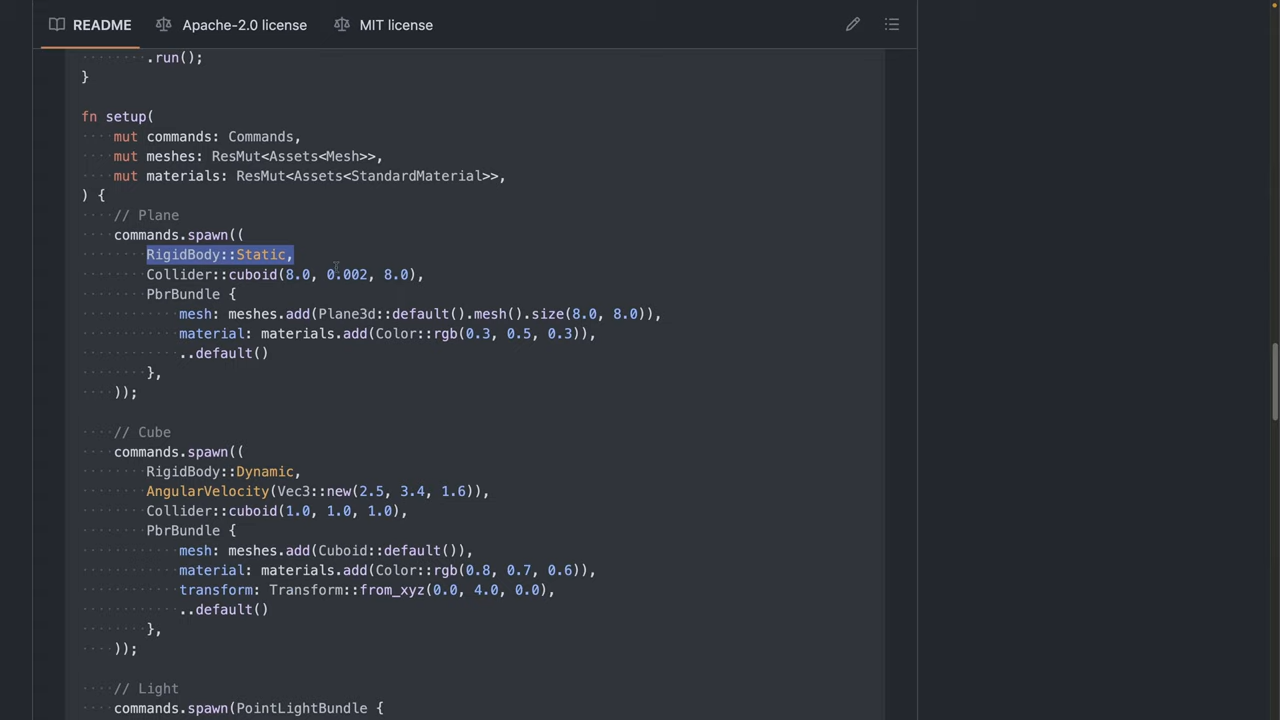 README Apache-2.0 license MIT license
.run();
}
fn setup(
mut commands: Commands,
mut meshes: ResMut<Assets<Mesh>>,
mut materials: ResMut<Assets<StandardMaterial>>,
) {
// Plane
commands.spawn((
RigidBody::Static,
Collider::cuboid(8.0, 0.002, 8.0),
PbrBundle {
mesh: meshes.add(Plane3d::default().mesh().size(8.0, 8.0)),
material: materials.add(Color::rgb(0.3, 0.5, 0.3)),
..default()
},
));
// Cube
commands.spawn((
RigidBody::Dynamic,
AngularVelocity(Vec3::new(2.5, 3.4, 1.6)),
Collider::cuboid(1.0, 1.0, 1.0),
PbrBundle {
mesh: meshes.add(Cuboid::default()),
material: materials.add(Color::rgb(0.8, 0.7, 0.6)),
transform: Transform::from_xyz(0.0, 4.0, 0.0),
..default()
},
));
// Light
commands.spawn(PointLightBundle {